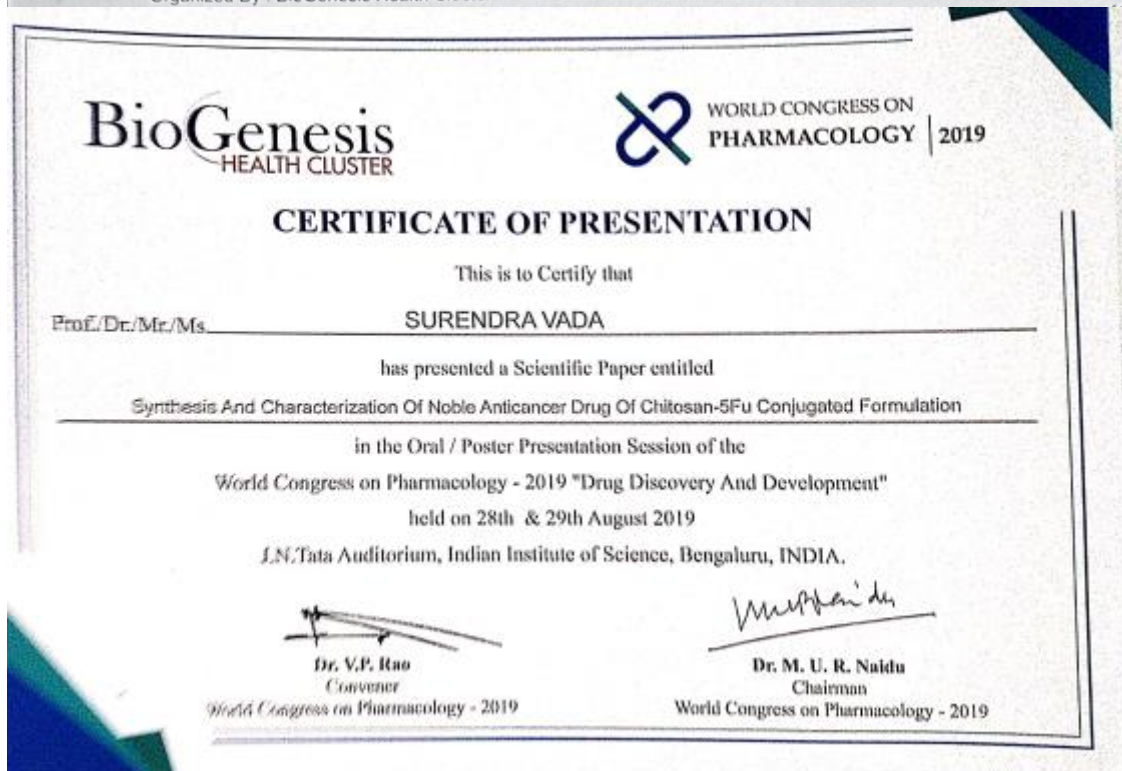 BioGenesis
HEALTH CLUSTER
WORLD CONGRESS ON
PHARMACOLOGY | 2019
CERTIFICATE OF PRESENTATION
This is to Certify that
Prof./Dr./Mr./Ms. SURENDRA VADA
has presented a Scientific Paper entitled
Synthesis And Characterization Of Noble Anticancer Drug Of Chitosan-5Fu Conjugated Formulation
in the Oral / Poster Presentation Session of the
World Congress on Pharmacology - 2019 "Drug Discovery And Development"
held on 28th & 29th August 2019
J.N.Tata Auditorium, Indian Institute of Science, Bengaluru, INDIA.
Dr. V.P. Rao
Convener
World Congress on Pharmacology - 2019
Dr. M. U. R. Naidu
Chairman
World Congress on Pharmacology - 2019